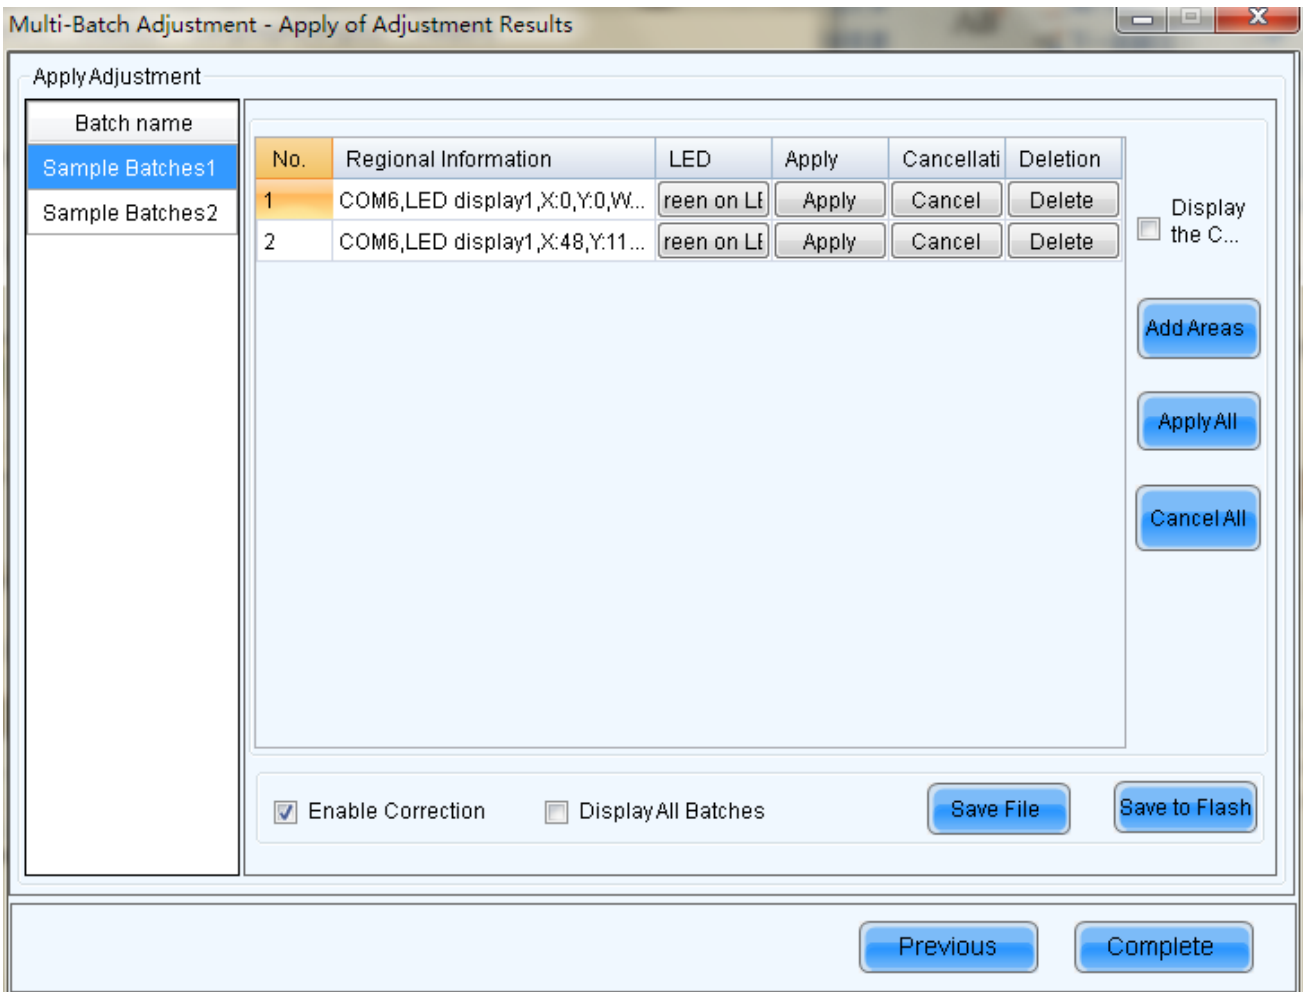 Multi-Batch Adjustment - Apply of Adjustment Results
Apply Adjustment
Batch name
Sample Batches1
Sample Batches2
No. Regional Information LED Apply Cancellati Deletion
1 COM6,LED display1,X:0,Y:0,W... reen on LE Apply Cancel Delete
2 COM6,LED display1,X:48,Y:11... reen on LE Apply Cancel Delete
Display
the C...
Add Areas
Apply All
Cancel All
Enable Correction Display All Batches Save File Save to Flash
Previous Complete